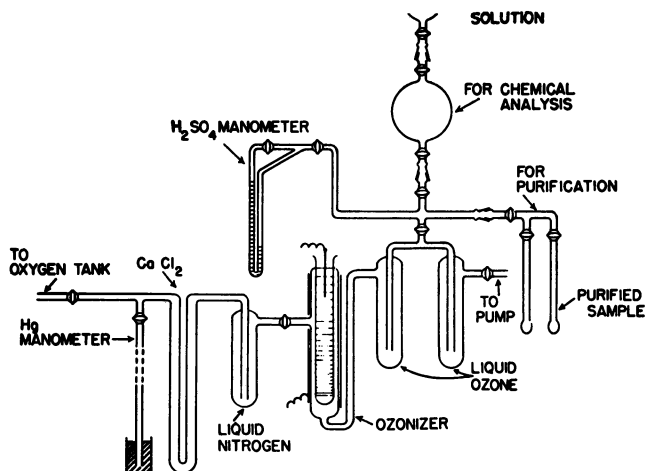 SOLUTION
FOR CHEMICAL
ANALYSIS
H2SO4 MANOMETER
FOR
PURIFICATION
TO
OXYGEN TANK
Ca Cl2
Hg
MANOMETER
TO
PUMP
PURIFIED
SAMPLE
LIQUID
OZONE
LIQUID
NITROGEN
OZONIZER